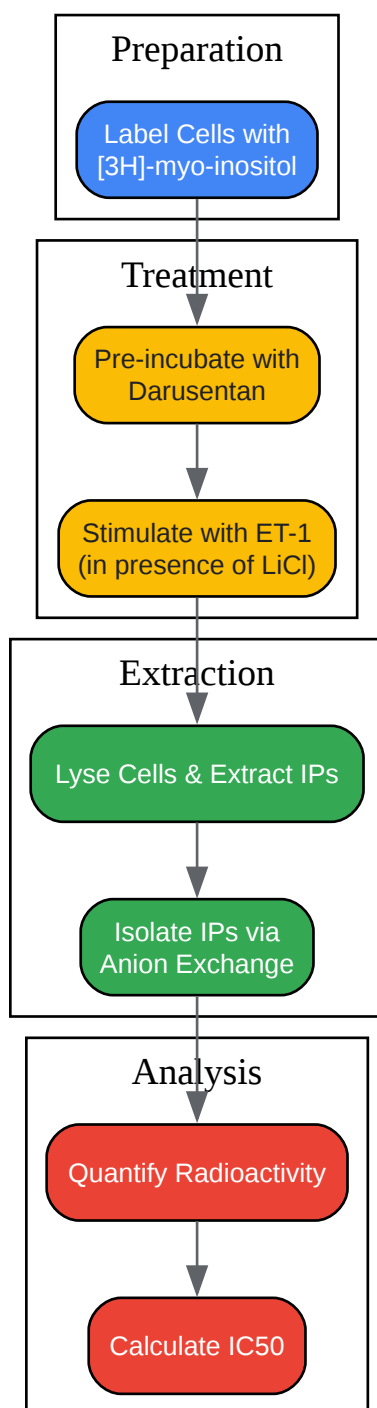 Preparation
Label Cells with
[3H]-myo-inositol
Treatment
Pre-incubate with
Darusentan
Stimulate with ET-1
(in presence of LiCl)
Extraction
Lyse Cells & Extract IPs
Isolate IPs via
Anion Exchange
Analysis
Quantify Radioactivity
Calculate IC50